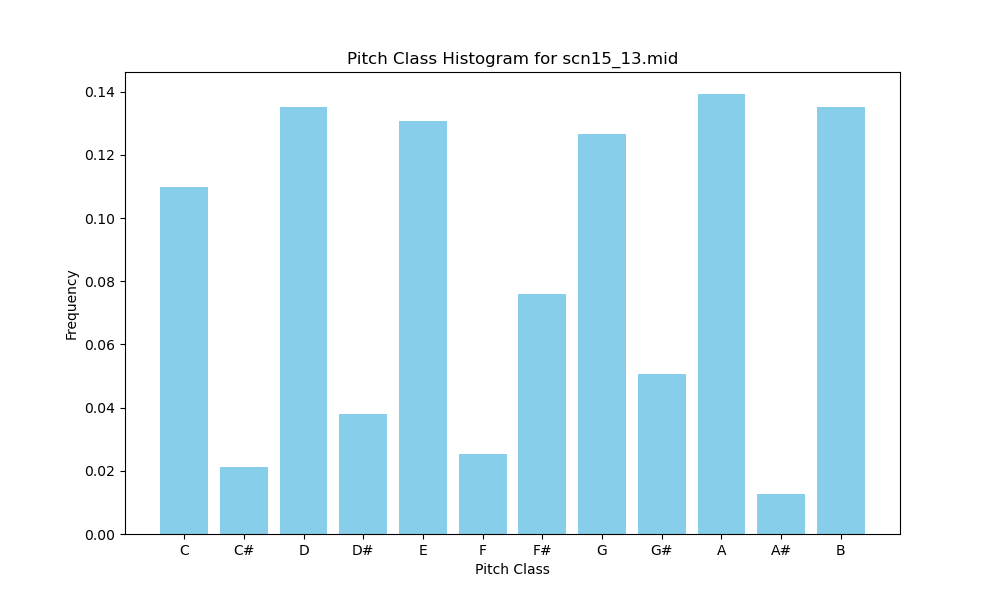 Pitch Class Histogram for scn15_13.mid
0.14
0.12
0.10
0.08
0.06
0.04
0.02
0.00
Frequency
C C# D D# E F F# G G# A A# B
Pitch Class